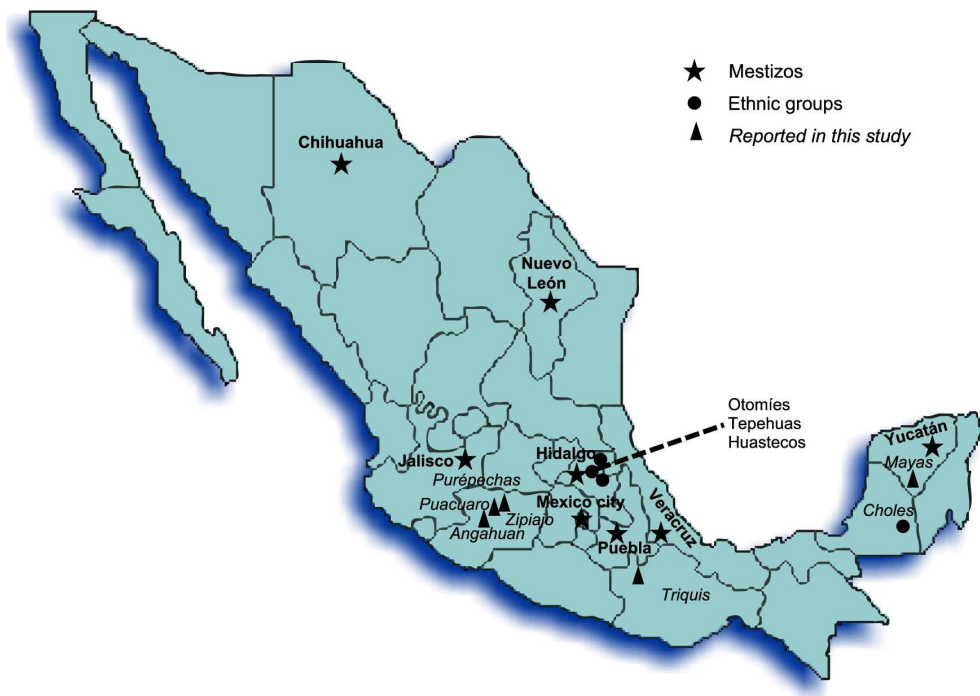 Mestizos
Ethnic groups
Reported in this study
Chihuahua
Nuevo
León
Otomíes
Tepehuas
Huastecos
Yucatán
Mayas
Choles
Jálisco
Hidalgo
Purépechas
Puacuaro
Zipiajo
Angahuan
Mexico city
Veracruz
Puebla
Triquis